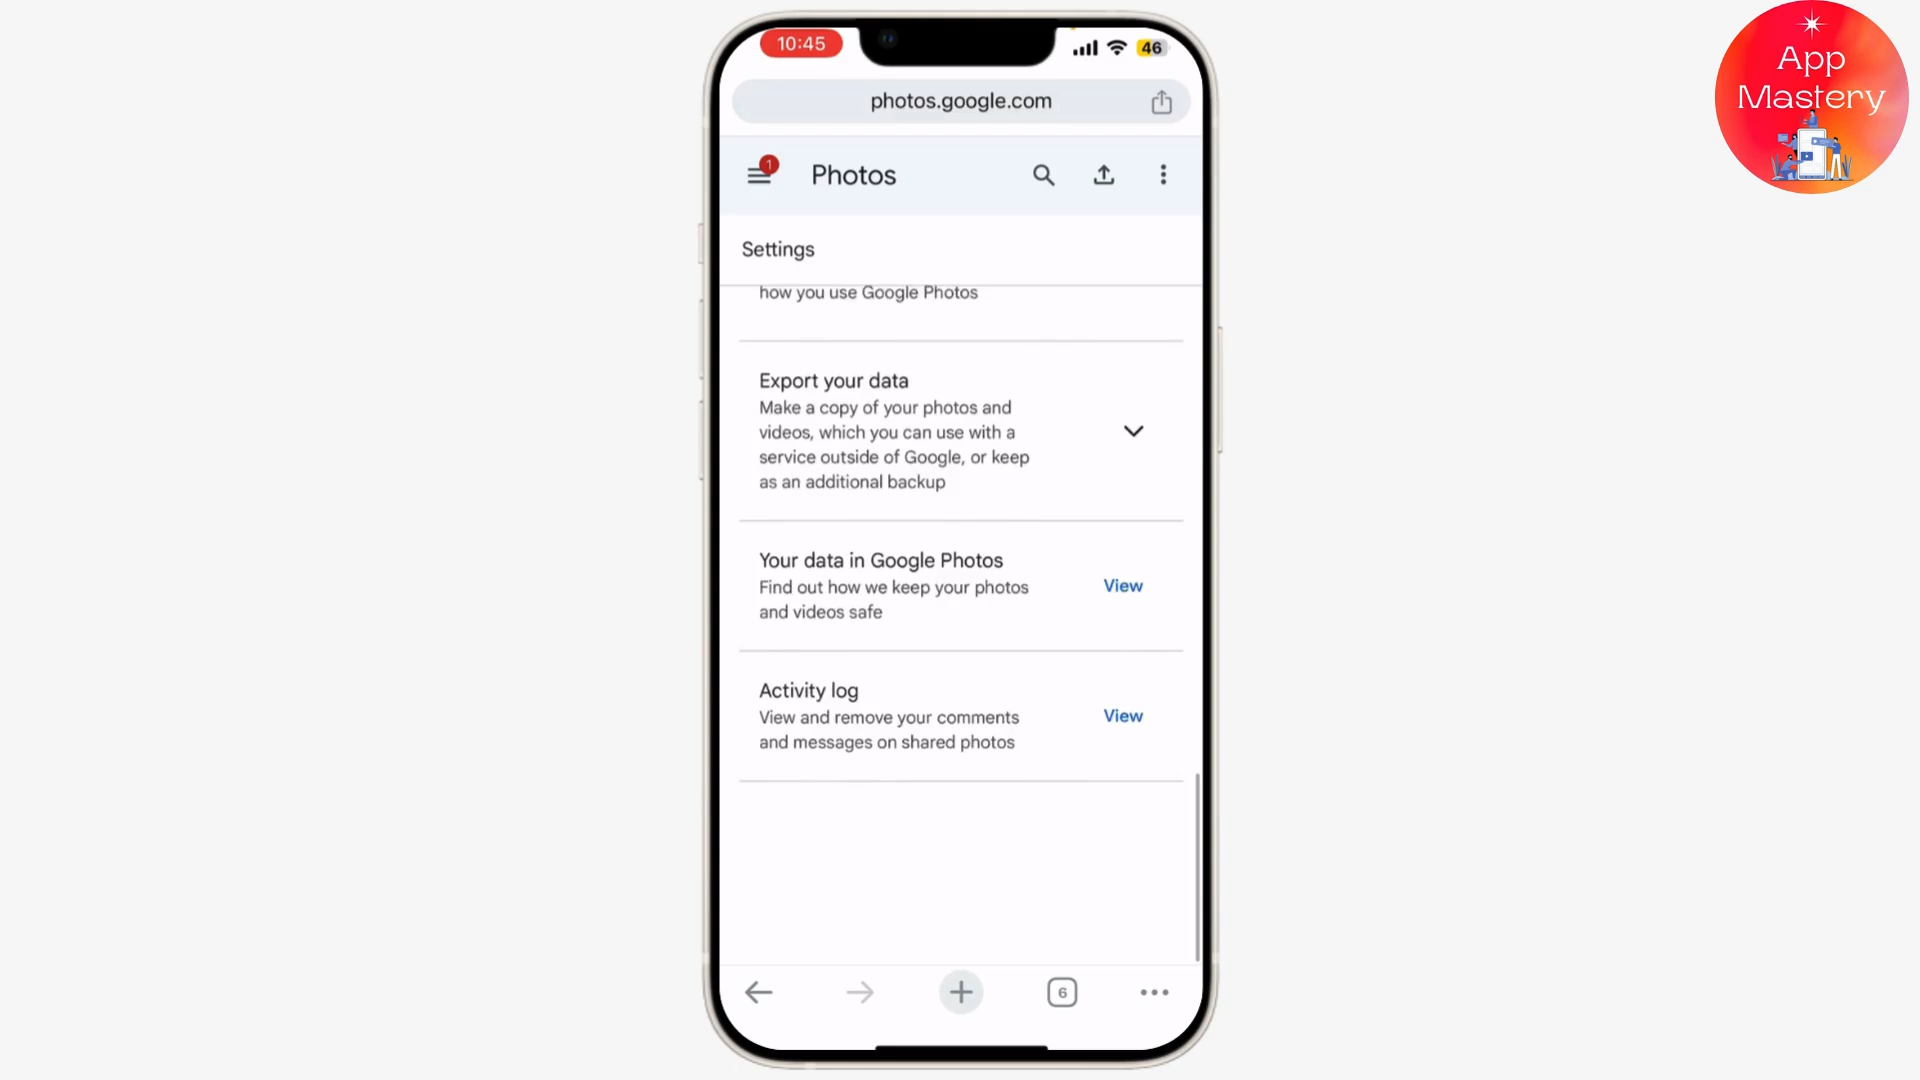 10:45
46
photos.google.com
1
Photos
Settings
how you use Google Photos
Export your data
Make a copy of your photos and
videos, which you can use with a
service outside of Google, or keep
as an additional backup
Your data in Google Photos
Find out how we keep your photos
and videos safe
View
Activity log
View and remove your comments
and messages on shared photos
View
6
App
Mastery